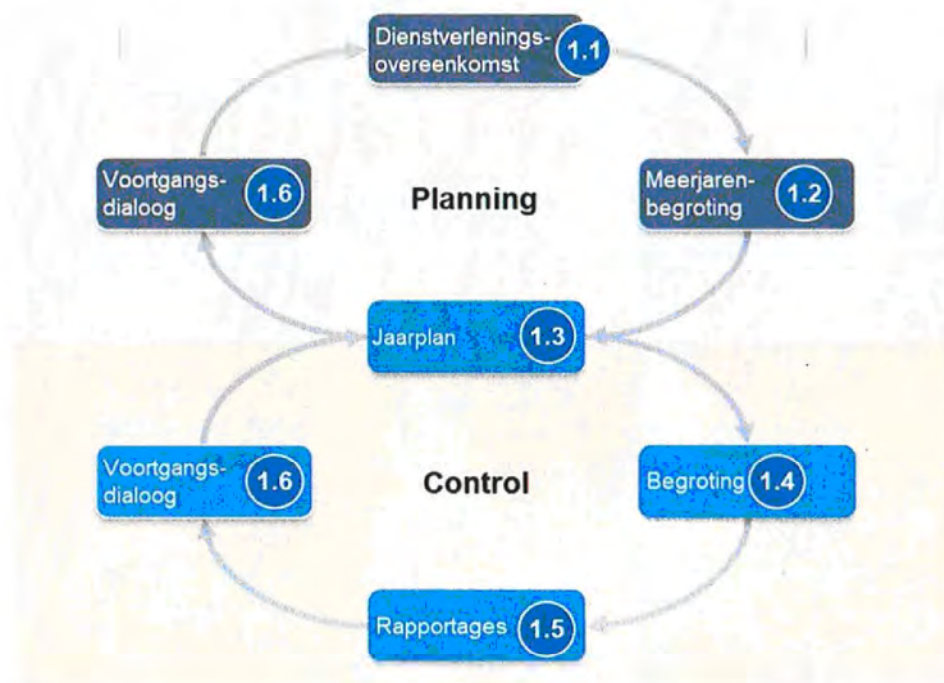 Dienstverlenings-
overeenkomst
1.1
Voortgangs-
dialoog
1.6
Planning
Meerjaren-
begroting
1.2
Jaarplan
1.3
Voortgangs-
dialoog
1.6
Control
Begroting
1.4
Rapportages
1.5